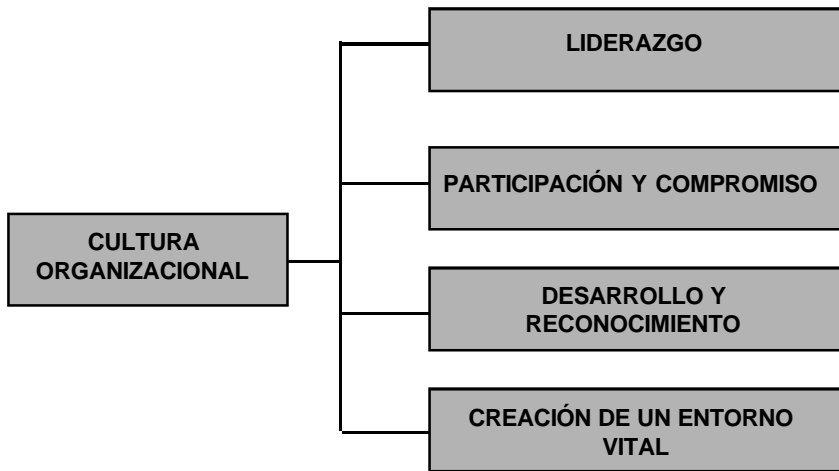 LIDERAZGO
PARTICIPACIÓN Y COMPROMISO
CULTURA
ORGANIZACIONAL
DESARROLLO Y
RECONOCIMIENTO
CREACIÓN DE UN ENTORNO
VITAL